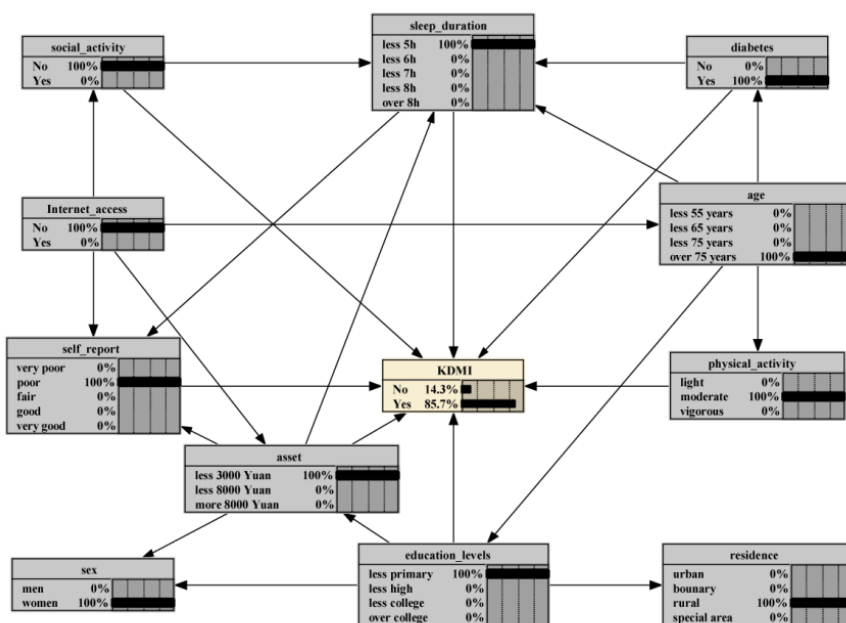 sleep_duration
less 5h 100%
less 6h 0%
less 7h 0%
less 8h 0%
over 8h 0%
social_activity
No 100%
Yes 0%
diabetes
No 0%
Yes 100%
Internet_access
No 100%
Yes 0%
age
less 55 years 0%
less 65 years 0%
less 75 years 0%
over 75 years 100%
self_report
very poor 0%
poor 100%
fair 0%
good 0%
very good 0%
KDMI
No 14.3%
Yes 85.7%
physical_activity
light 0%
moderate 100%
vigorous 0%
asset
less 3000 Yuan 100%
less 8000 Yuan 0%
more 8000 Yuan 0%
sex
men 0%
women 100%
education_levels
less primary 100%
less high 0%
less college 0%
over college 0%
residence
urban 0%
bounary 0%
rural 100%
special area 0%